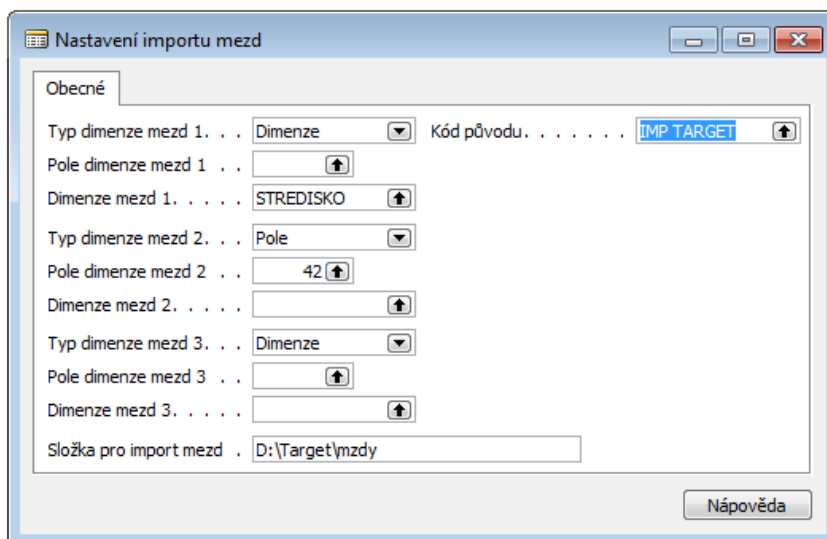 Nastavení importu mezd
Obecné
Typ dimenze mezd 1. . . Dimenze Kód původu. . . . . . . IMP TARGET
Pole dimenze mezd 1 . .
Dimenze mezd 1. . . . . STREDISKO
Typ dimenze mezd 2. . . Pole
Pole dimenze mezd 2 . . 42
Dimenze mezd 2. . . . .
Typ dimenze mezd 3. . . Dimenze
Pole dimenze mezd 3 . .
Dimenze mezd 3. . . . .
Složka pro import mezd . D:\Target\mzdy
Nápověda